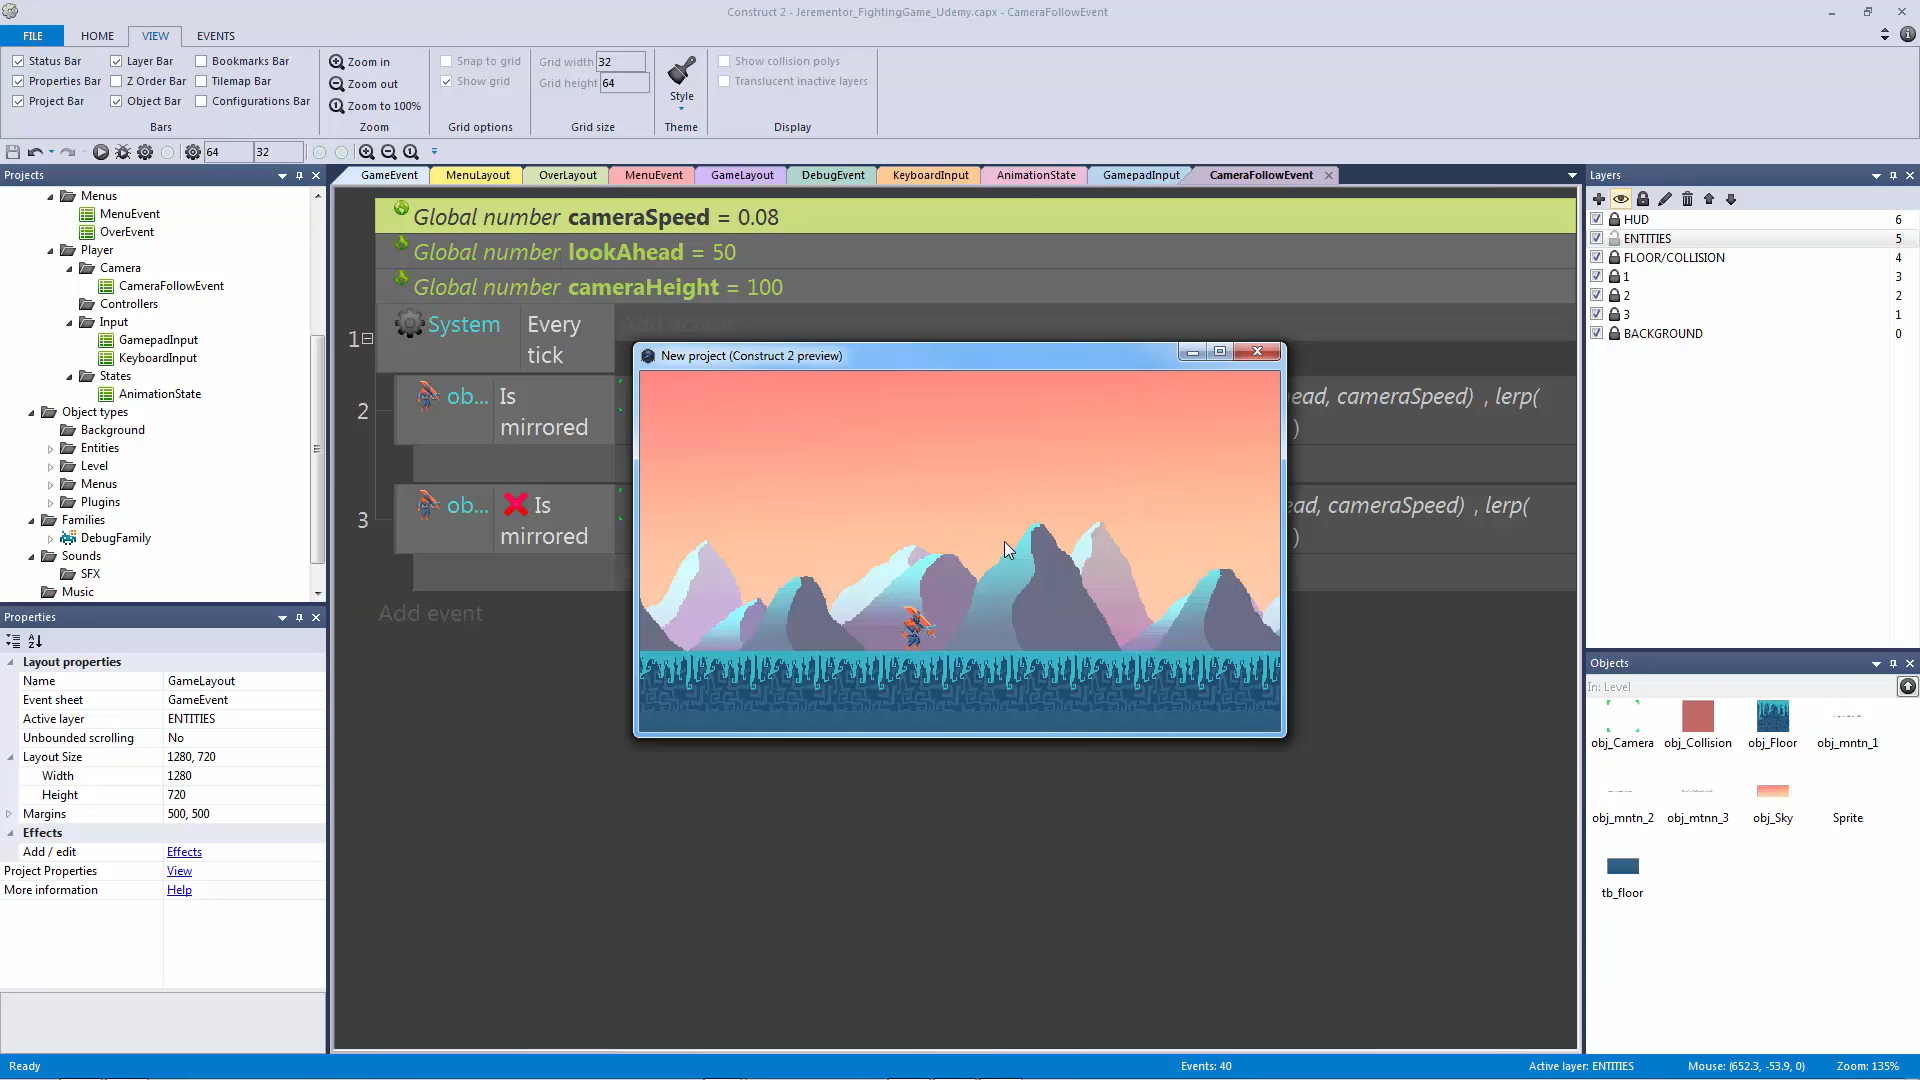 Construct 2 - Jerementor_FightingGame_Udemy.capx - CameraFollowEvent
FILE
HOME
VIEW
EVENTS
Status Bar
Layer Bar
Bookmarks Bar
Properties Bar
Z Order Bar
Tilemap Bar
Project Bar
Object Bar
Configurations Bar
Bars
Zoom in
Zoom out
Zoom to 100%
Zoom
Snap to grid
Show grid
Grid options
Grid width 32
Grid height 64
Grid size
Style
Theme
Show collision polys
Translucent inactive layers
Display
64
32
Projects
Menus
MenuEvent
OverEvent
Player
Camera
CameraFollowEvent
Controllers
Input
GamepadInput
KeyboardInput
States
AnimationState
Object types
Background
Entities
Level
Menus
Plugins
Families
DebugFamily
Sounds
SFX
Music
Properties
Layout properties
Name GameLayout
Event sheet GameEvent
Active layer ENTITIES
Unbounded scrolling No
Layout Size 1280, 720
Width 1280
Height 720
Margins 500, 500
Effects
Add / edit Effects
Project Properties View
More information Help
GameEvent
MenuLayout
OverLayout
MenuEvent
GameLayout
DebugEvent
KeyboardInput
AnimationState
GamepadInput
CameraFollowEvent
Global number cameraSpeed = 0.08
Global number lookAhead = 50
Global number cameraHeight = 100
1
System
Every
tick
Add action
2
ob...
Is
mirrored
ead, cameraSpeed) , lerp(
)
3
ob...
Is
mirrored
ead, cameraSpeed) , lerp(
)
Add event
New project (Construct 2 preview)
Layers
HUD 6
ENTITIES 5
FLOOR/COLLISION 4
1 3
2 2
3 1
BACKGROUND 0
Objects
In: Level
obj_Camera
obj_Collision
obj_Floor
obj_mntn_1
obj_mntn_2
obj_mtnn_3
obj_Sky
Sprite
tb_floor
Ready
Events: 40
Active layer: ENTITIES
Mouse: (652.3, -53.9, 0)
Zoom: 135%